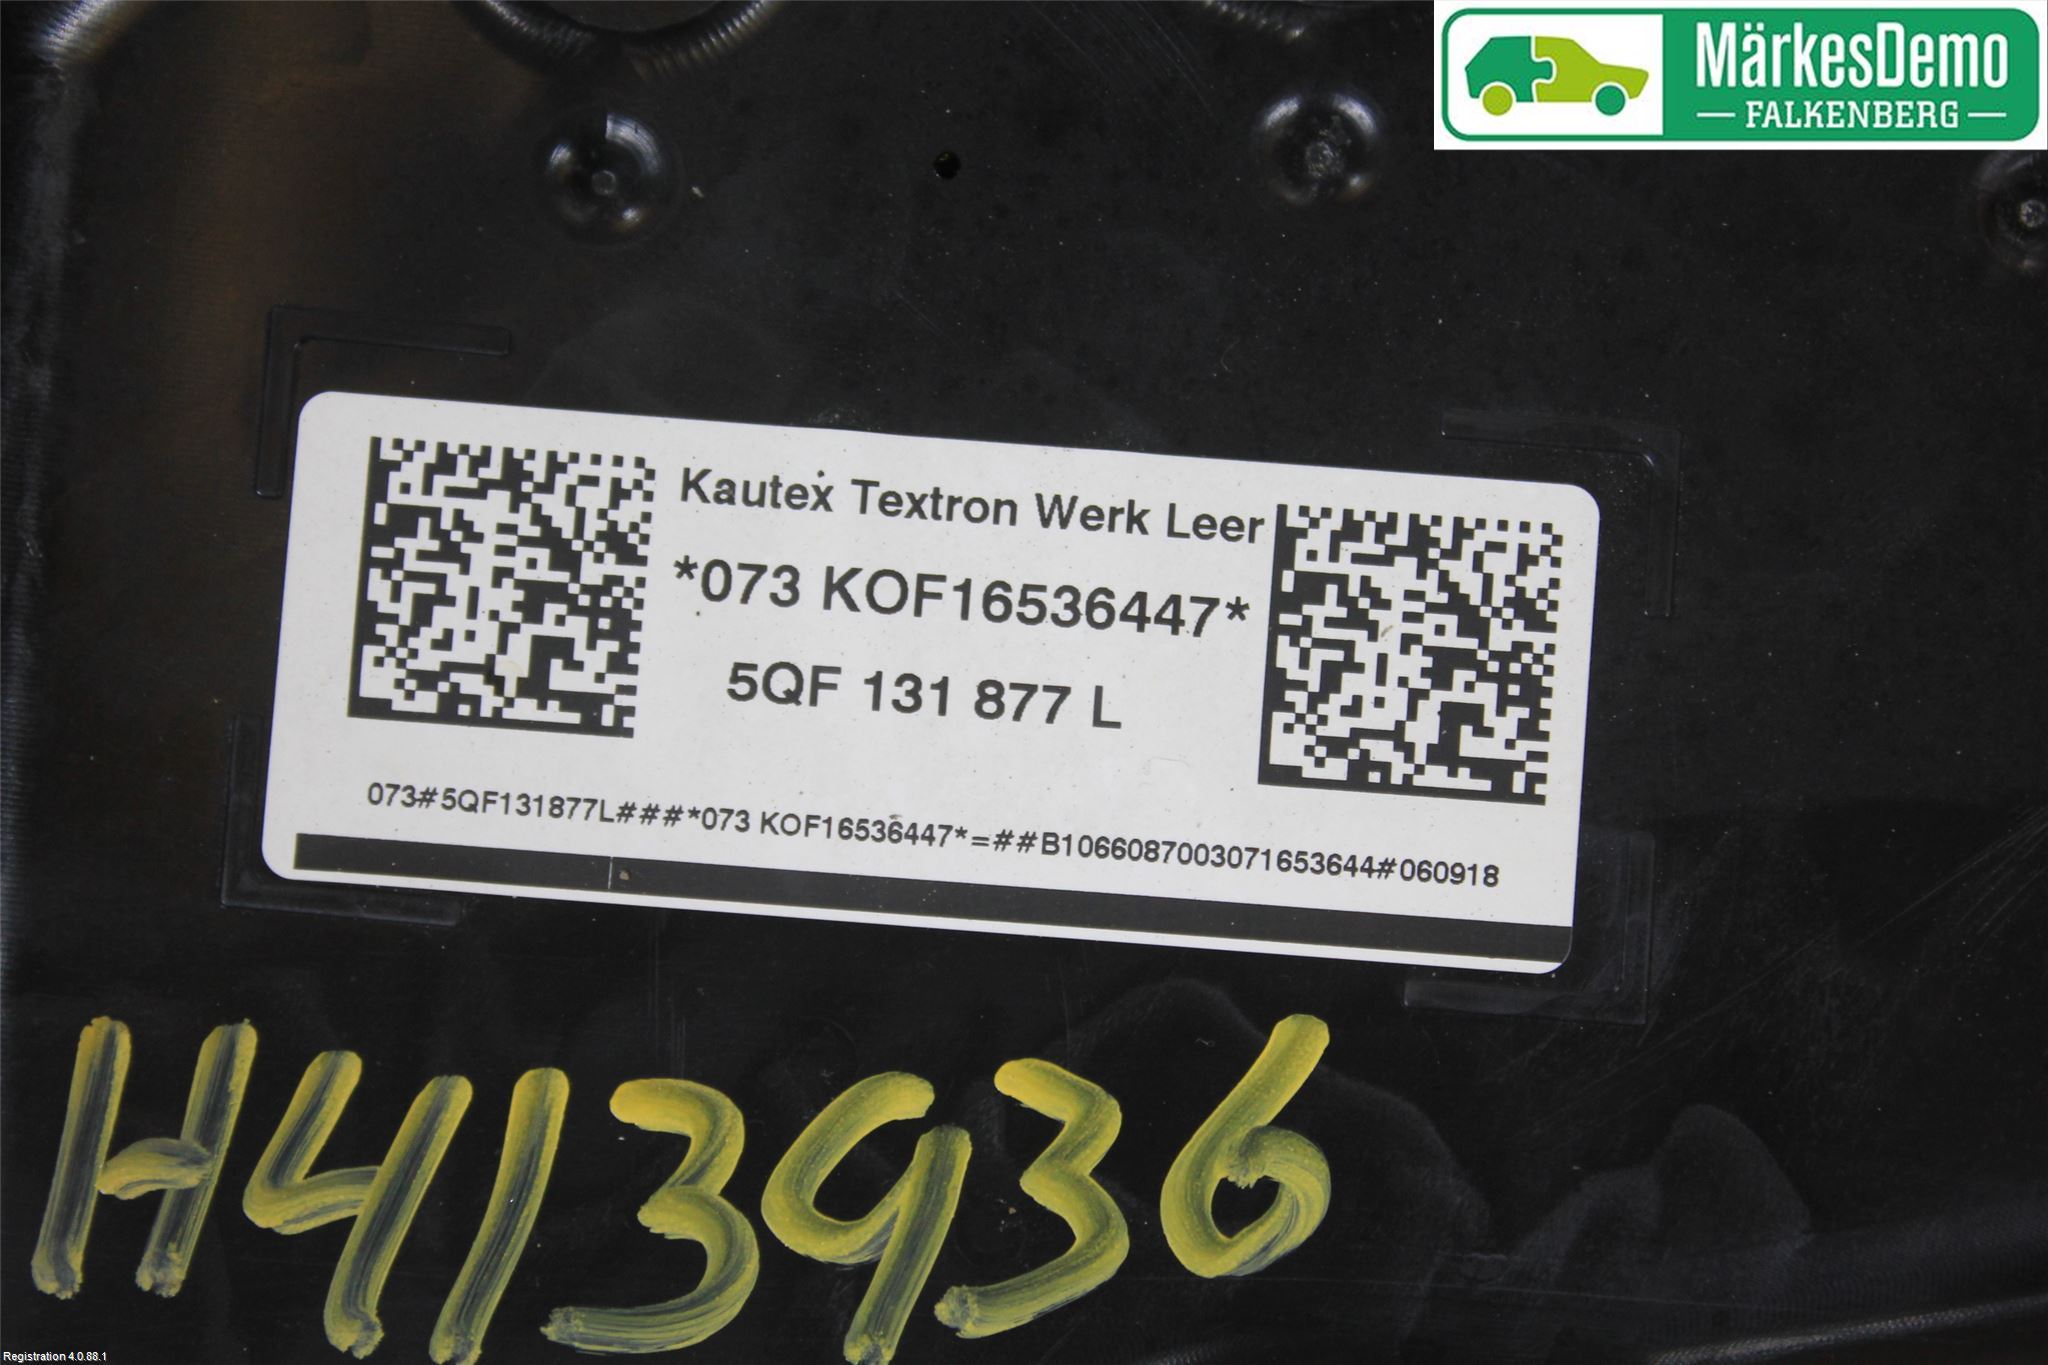 MärkesDemo
FALKENBERG
Kautex Textron Werk Leer
*073 KOF16536447*
5QF 131 877 L
073#5QF131877L###*073 KOF16536447*=##B1066087003071653644#060918
H413936
Registration 4.0.88.1